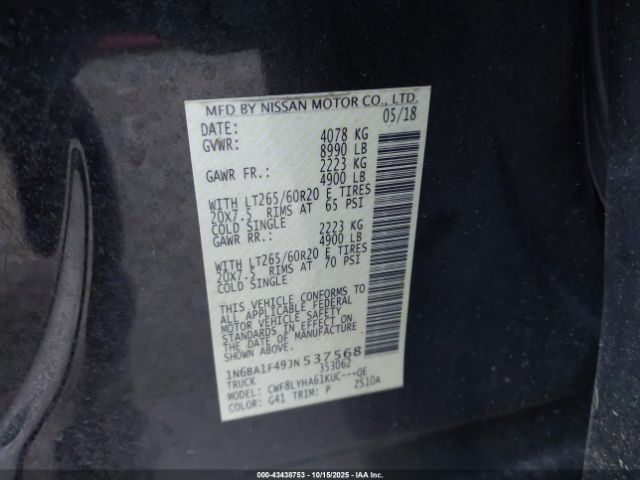 MFD BY NISSAN MOTOR CO., LTD.
DATE: 05/18
GVWR: 4078 KG
8990 LB
GAWR FR.: 2223 KG
4900 LB
WITH LT265/60R20 E TIRES
20X7.5 RIMS AT 65 PSI
COLD SINGLE
GAWR RR.: 2223 KG
4900 LB
WITH LT265/60R20 E TIRES
20X7.5 RIMS AT 70 PSI
COLD SINGLE
THIS VEHICLE CONFORMS TO
ALL APPLICABLE FEDERAL
MOTOR VEHICLE SAFETY
STANDARDS IN EFFECT ON
THE DATE OF MANUFACTURE
SHOWN ABOVE.
1N6BA1F49JN537568
TRUCK 353062
MODEL: CWF8LYHA61KUC---QE
COLOR: G41 TRIM: P ZS10A
000-43438753 - 10/15/2025 - IAA Inc.